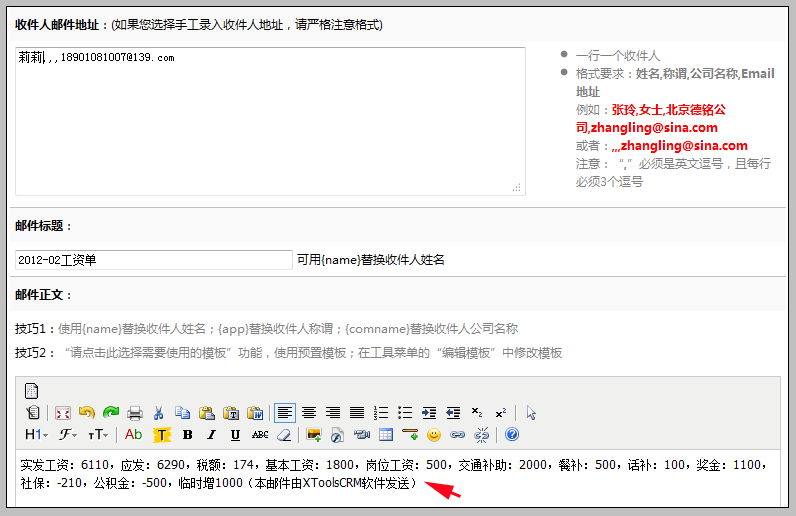 收件人邮件地址：(如果您选择手工录入收件人地址，请严格注意格式)
莉莉,,,18901081007@139.com
一行一个收件人
格式要求：姓名,称谓,公司名称,Email
地址
例如：张玲,女士,北京德铭公
司,zhangling@sina.com
或者：,,,zhangling@sina.com
注意：“,”必须是英文逗号，且每行
必须3个逗号
邮件标题：
2012-02工资单 可用{name}替换收件人姓名
邮件正文：
技巧1：使用{name}替换收件人姓名；{app}替换收件人称谓；{comname}替换收件人公司名称
技巧2：“请点击此选择需要使用的模板”功能，使用预置模板；在工具菜单的“编辑模板”中修改模板
H1 F TT Ab T B I U ABC
实发工资：6110，应发：6290，税额：174，基本工资：1800，岗位工资：500，交通补助：2000，餐补：500，话补：100，奖金：1100，
社保：-210，公积金：-500，临时增1000（本邮件由XToolsCRM软件发送）